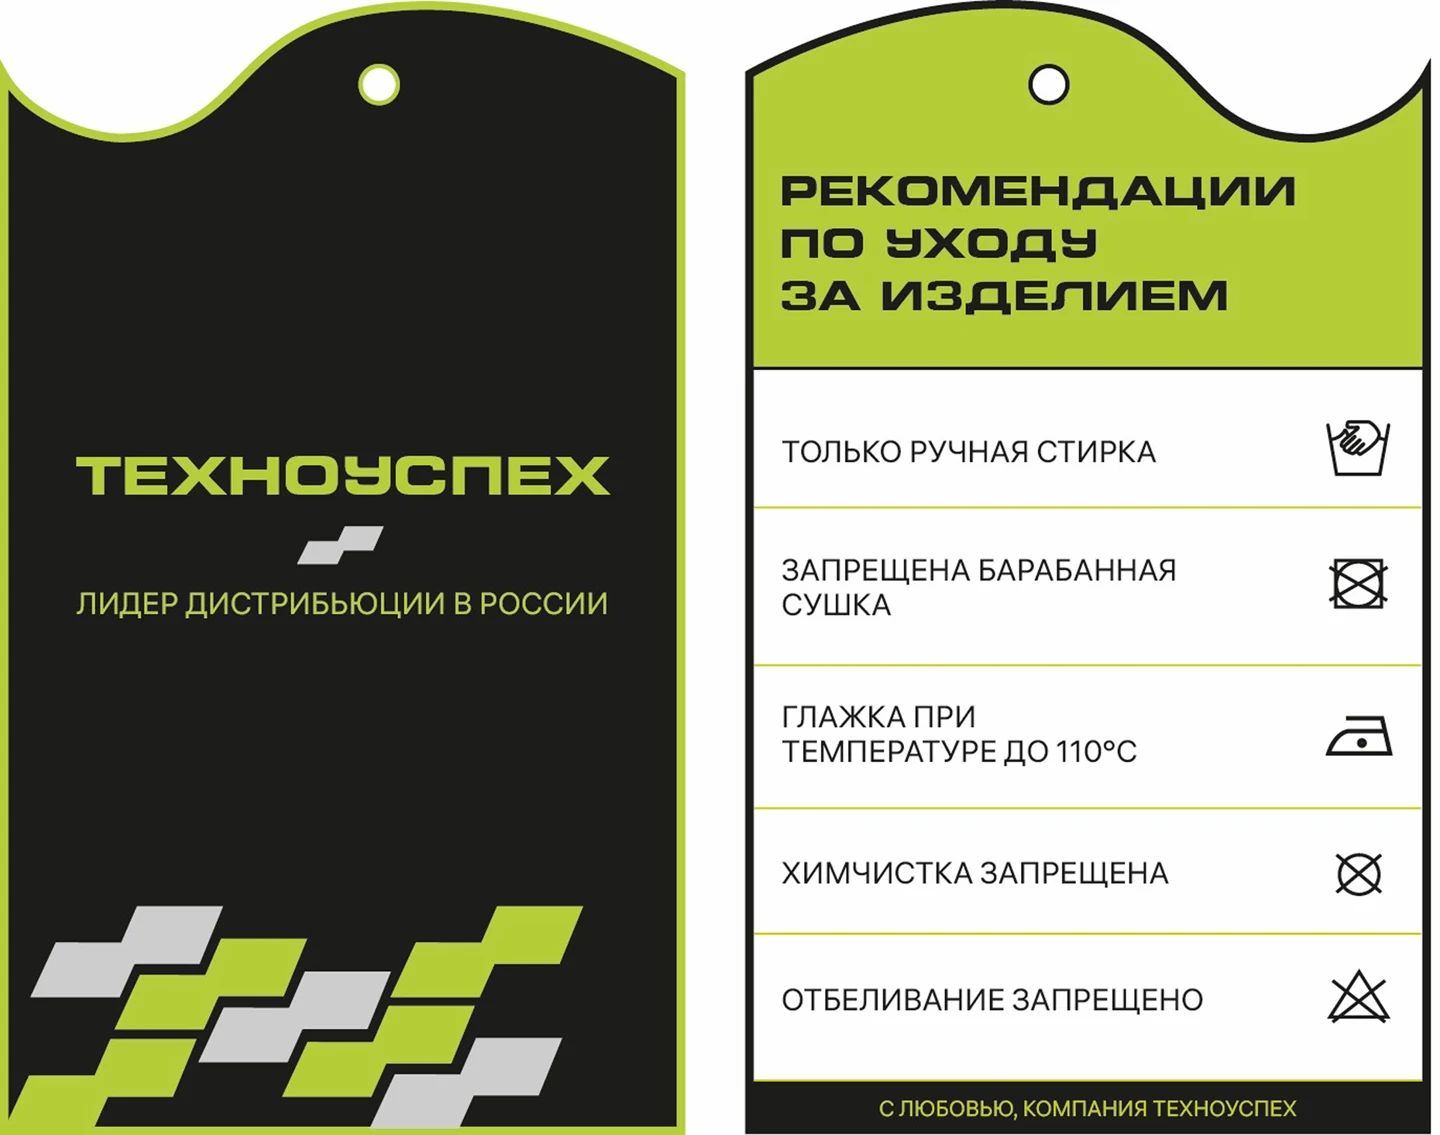 ТЕХНОУСПЕХ
ЛИДЕР ДИСТРИБЬЮЦИИ В РОССИИ
РЕКОМЕНДАЦИИ
ПО УХОДУ
ЗА ИЗДЕЛИЕМ
ТОЛЬКО РУЧНАЯ СТИРКА
ЗАПРЕЩЕНА БАРАБАННАЯ
СУШКА
ГЛАЖКА ПРИ
ТЕМПЕРАТУРЕ ДО 110°C
ХИМЧИСТКА ЗАПРЕЩЕНА
ОТБЕЛИВАНИЕ ЗАПРЕЩЕНО
С ЛЮБОВЬЮ, КОМПАНИЯ ТЕХНОУСПЕХ